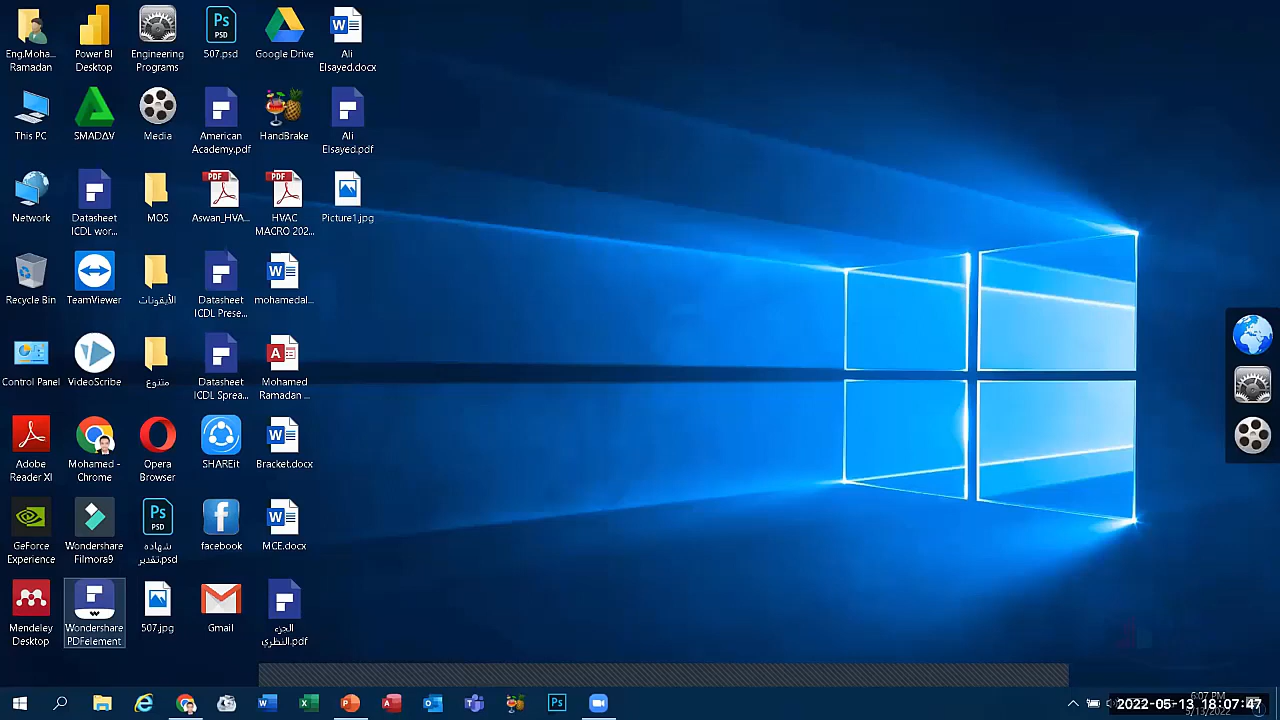 Eng.Moha...
Ramadan
Power BI
Desktop
Engineering
Programs
507.psd
Google Drive
Ali
Elsayed.docx
This PC
SMADAV
Media
American
Academy.pdf
HandBrake
Ali
Elsayed.pdf
Network
Datasheet
ICDL wor...
MOS
Aswan_HVA...
HVAC
MACRO 202...
Picture1.jpg
Recycle Bin
TeamViewer
الأيقونات
Datasheet
ICDL Prese...
mohamedal...
Control Panel
VideoScribe
متنوع
Datasheet
ICDL Sprea...
Mohamed
Ramadan ...
Adobe
Reader XI
Mohamed -
Chrome
Opera
Browser
SHAREit
Bracket.docx
GeForce
Experience
Wondershare
Filmora9
شهاده
تقدير.psd
facebook
MCE.docx
Mendeley
Desktop
Wondershare
PDFelement
507.jpg
Gmail
الجزء
النظري.pdf
6:07 PM
2022-05-13 18:07:47